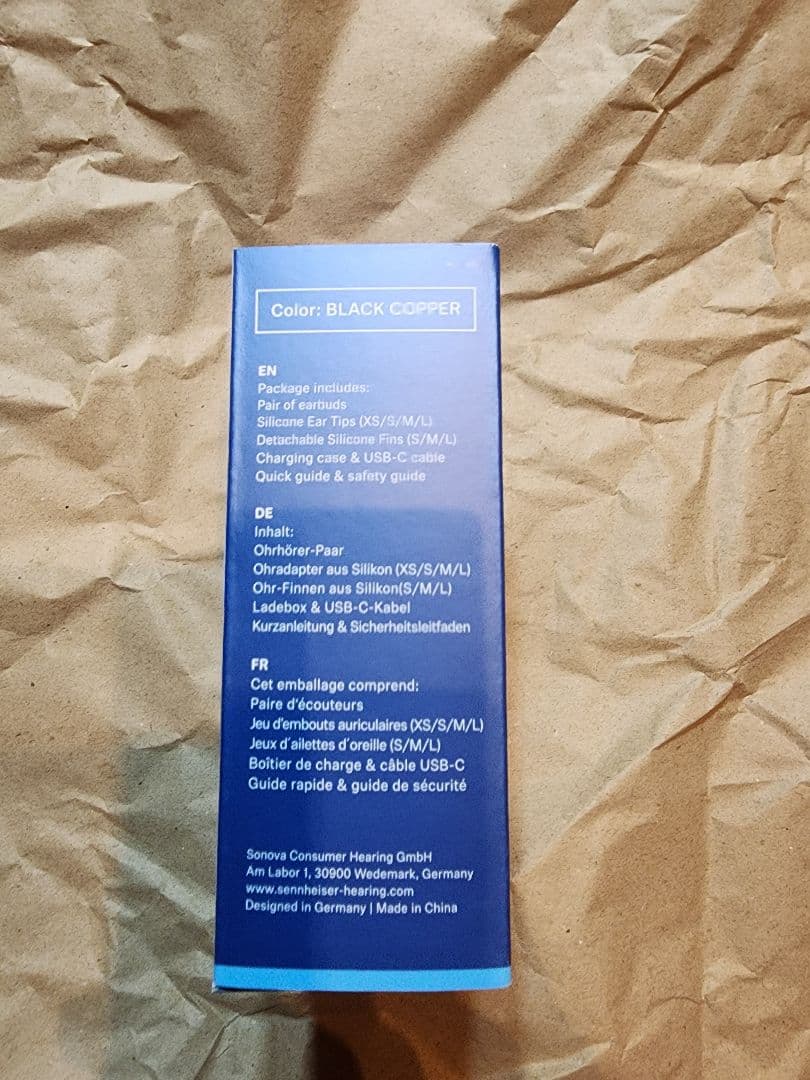 Color: BLACK COPPER
EN
Package includes:
Pair of earbuds
Silicone Ear Tips (XS/S/M/L)
Detachable Silicone Fins (S/M/L)
Charging case & USB-C cable
Quick guide & safety guide
DE
Inhalt:
Ohrhörer-Paar
Ohradapter aus Silikon (XS/S/M/L)
Ohr-Finnen aus Silikon(S/M/L)
Ladebox & USB-C-Kabel
Kurzanleitung & Sicherheitsleitfaden
FR
Cet emballage comprend:
Paire d'écouteurs
Jeu d'embouts auriculaires (XS/S/M/L)
Jeux d´ailettes d´oreille (S/M/L)
Boîtier de charge & câble USB-C
Guide rapide & guide de sécurité
Sonova Consumer Hearing GmbH
Am Labor 1, 30900 Wedemark, Germany
www.sennheiser-hearing.com
Designed in Germany | Made in China